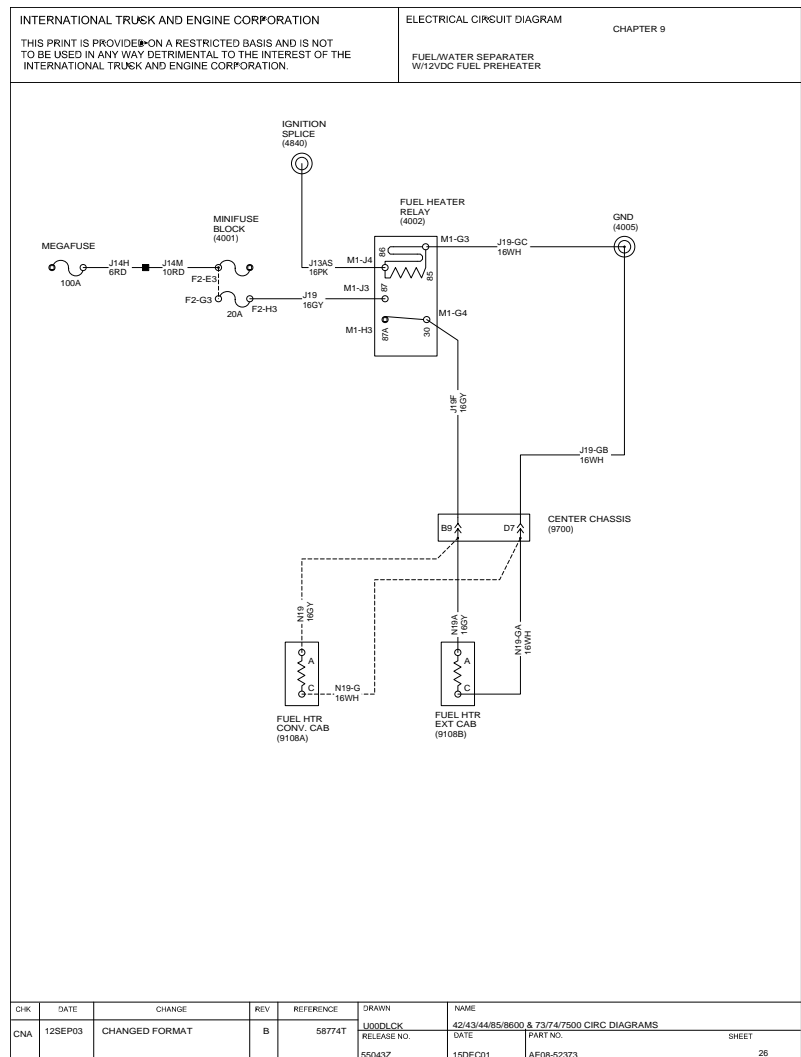 INTERNATIONAL TRUCK AND ENGINE CORPORATION
THIS PRINT IS PROVIDED ON A RESTRICTED BASIS AND IS NOT
TO BE USED IN ANY WAY DETRIMENTAL TO THE INTEREST OF THE
INTERNATIONAL TRUCK AND ENGINE CORPORATION.
ELECTRICAL CIRCUIT DIAGRAM
CHAPTER 9
FUEL/WATER SEPARATER
W/12VDC FUEL PREHEATER
IGNITION
SPLICE
(4840)
FUEL HEATER
RELAY
(4002)
GND
(4005)
MINIFUSE
BLOCK
(4001)
MEGAFUSE
100A
J14H
6RD
J14M
10RD
F2-E3
F2-G3
20A
F2-H3
J13AS
16PK
M1-J4
86
85
M1-G3
J19-GC
16WH
J19
16GY
M1-J3
87
M1-H3
87A
30
M1-G4
J19F
16GY
J19-GB
16WH
B9
D7
CENTER CHASSIS
(9700)
N19
16GY
N19A
16GY
N19-GA
16WH
A
C
N19-G
16WH
A
C
FUEL HTR
CONV. CAB
(9108A)
FUEL HTR
EXT CAB
(9108B)
CHK DATE CHANGE REV REFERENCE DRAWN NAME
CNA 12SEP03 CHANGED FORMAT B 58774T U00DLCK 42/43/44/85/8600 & 73/74/7500 CIRC DIAGRAMS
RELEASE NO. DATE PART NO. SHEET
55043Z 15DEC01 AE08-52373 26